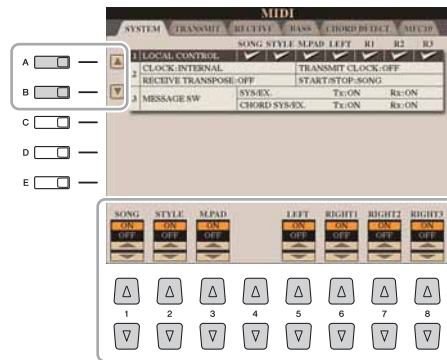 MIDI
SYSTEM TRANSMIT RECEIVE BASS CHORD DETECT MFC10
SONG STYLE M.PAD LEFT R1 R2 R3
1 LOCAL CONTROL
2 CLOCK:INTERNAL TRANSMIT CLOCK:OFF
RECEIVE TRANSPOSE:OFF START/STOP:SONG
3 MESSAGE SW SYS/EX. Tx:ON Rx:ON
CHORD SYS/EX. Tx:ON Rx:ON
A
B
C
D
E
SONG STYLE M.PAD LEFT RIGHT1 RIGHT2 RIGHT3
ON ON ON ON ON ON ON
OFF OFF OFF OFF OFF OFF OFF
1 2 3 4 5 6 7 8